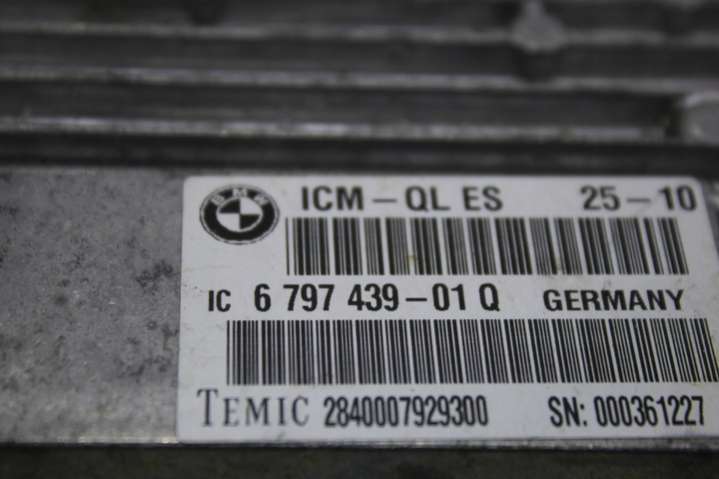 BMW
ICM-QL ES 25-10
IC 6 797 439-01 Q GERMANY
TEMIC 2840007929300 SN: 000361227